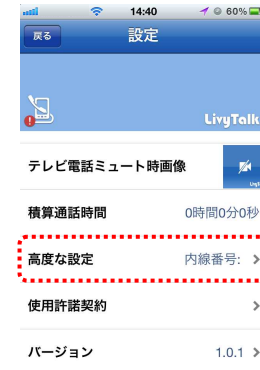 14:40 60%
戻る 設定
LivyTalk
テレビ電話ミュート時画像
積算通話時間 0時間0分0秒
高度な設定 内線番号: >
使用許諾契約 >
バージョン 1.0.1 >